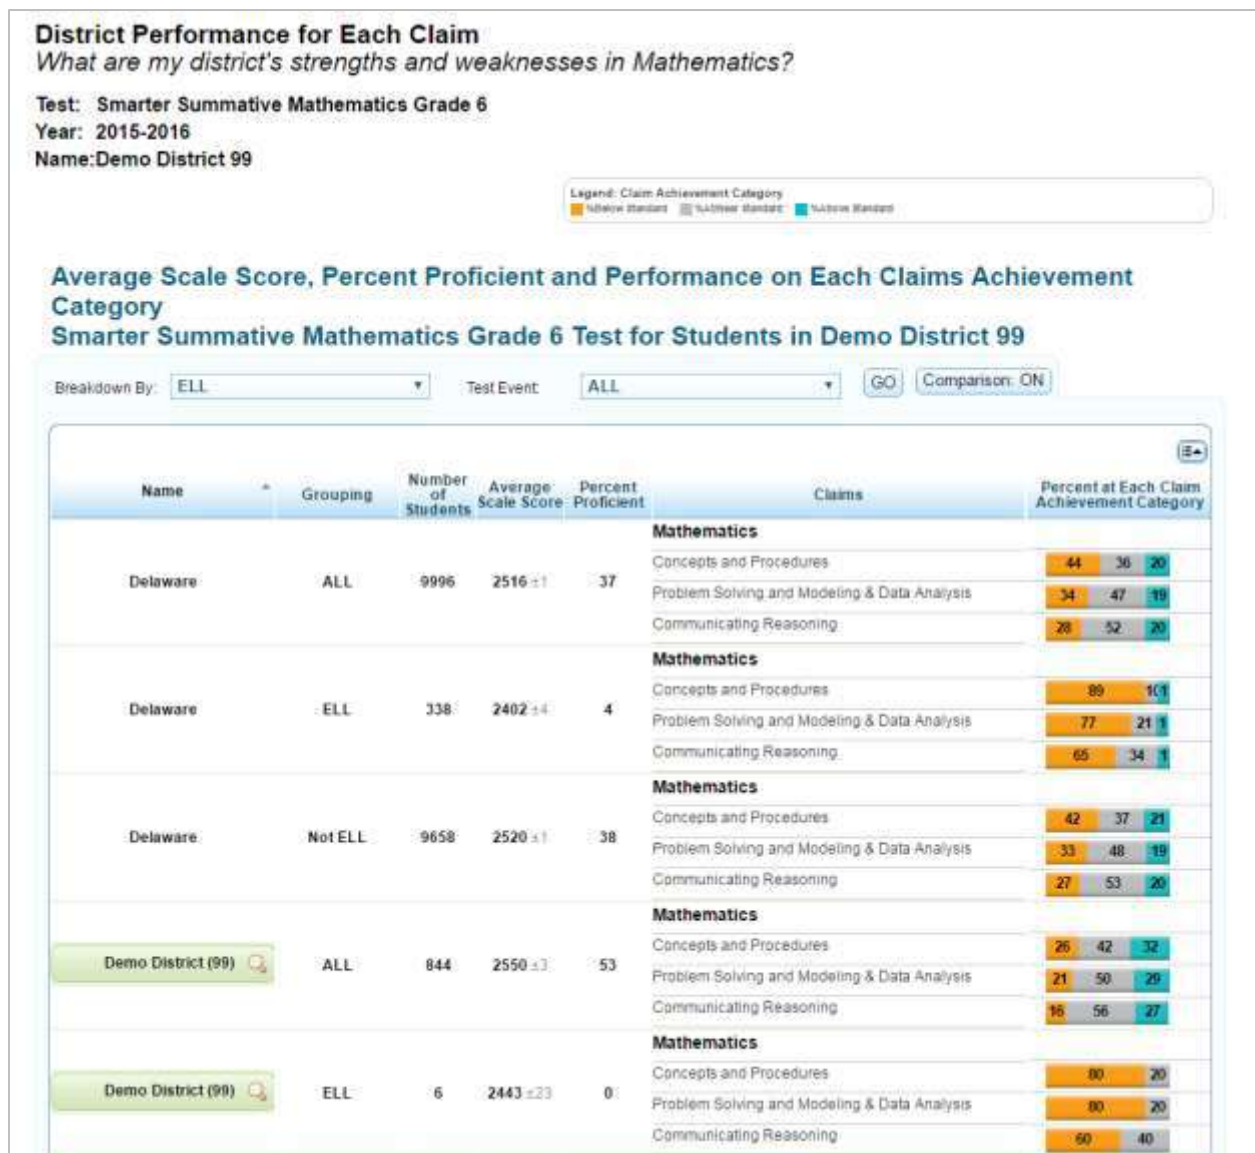 District Performance for Each Claim
What are my district's strengths and weaknesses in Mathematics?
Test: Smarter Summative Mathematics Grade 6
Year: 2015-2016
Name:Demo District 99
Legend: Claim Achievement Category
%Below Standard %At/Near Standard %Above Standard
Average Scale Score, Percent Proficient and Performance on Each Claims Achievement
Category
Smarter Summative Mathematics Grade 6 Test for Students in Demo District 99
Breakdown By: ELL Test Event: ALL GO Comparison: ON
Name Grouping Number of Students Average Scale Score Percent Proficient Claims Percent at Each Claim Achievement Category
Mathematics
Concepts and Procedures 44 36 20
Delaware ALL 9996 2516 ±1 37
Problem Solving and Modeling & Data Analysis 34 47 19
Communicating Reasoning 28 52 20
Mathematics
Concepts and Procedures 89 10 1
Delaware ELL 338 2402 ±4 4
Problem Solving and Modeling & Data Analysis 77 21 1
Communicating Reasoning 65 34 1
Mathematics
Concepts and Procedures 42 37 21
Delaware Not ELL 9658 2520 ±1 38
Problem Solving and Modeling & Data Analysis 33 48 19
Communicating Reasoning 27 53 20
Mathematics
Concepts and Procedures 26 42 32
Demo District (99) ALL 844 2550 ±3 53
Problem Solving and Modeling & Data Analysis 21 50 29
Communicating Reasoning 16 56 27
Mathematics
Concepts and Procedures 80 20
Demo District (99) ELL 6 2443 ±23 0
Problem Solving and Modeling & Data Analysis 80 20
Communicating Reasoning 60 40